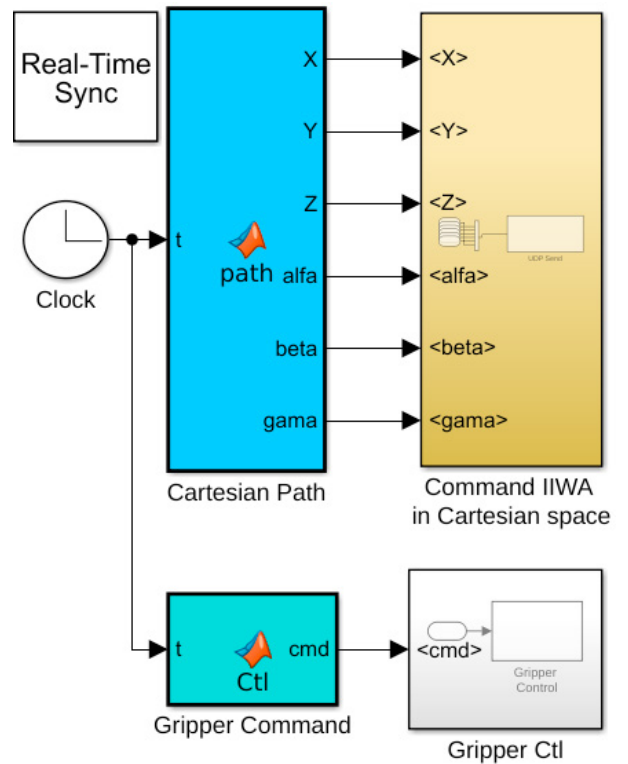 Real-Time
Sync
Clock
t
path
X
Y
Z
alfa
beta
gama
Cartesian Path
<X>
<Y>
<Z>
UDP Send
<alfa>
<beta>
<gama>
Command IIWA
in Cartesian space
t
Ctl
cmd
Gripper Command
<cmd>
Gripper
Control
Gripper Ctl